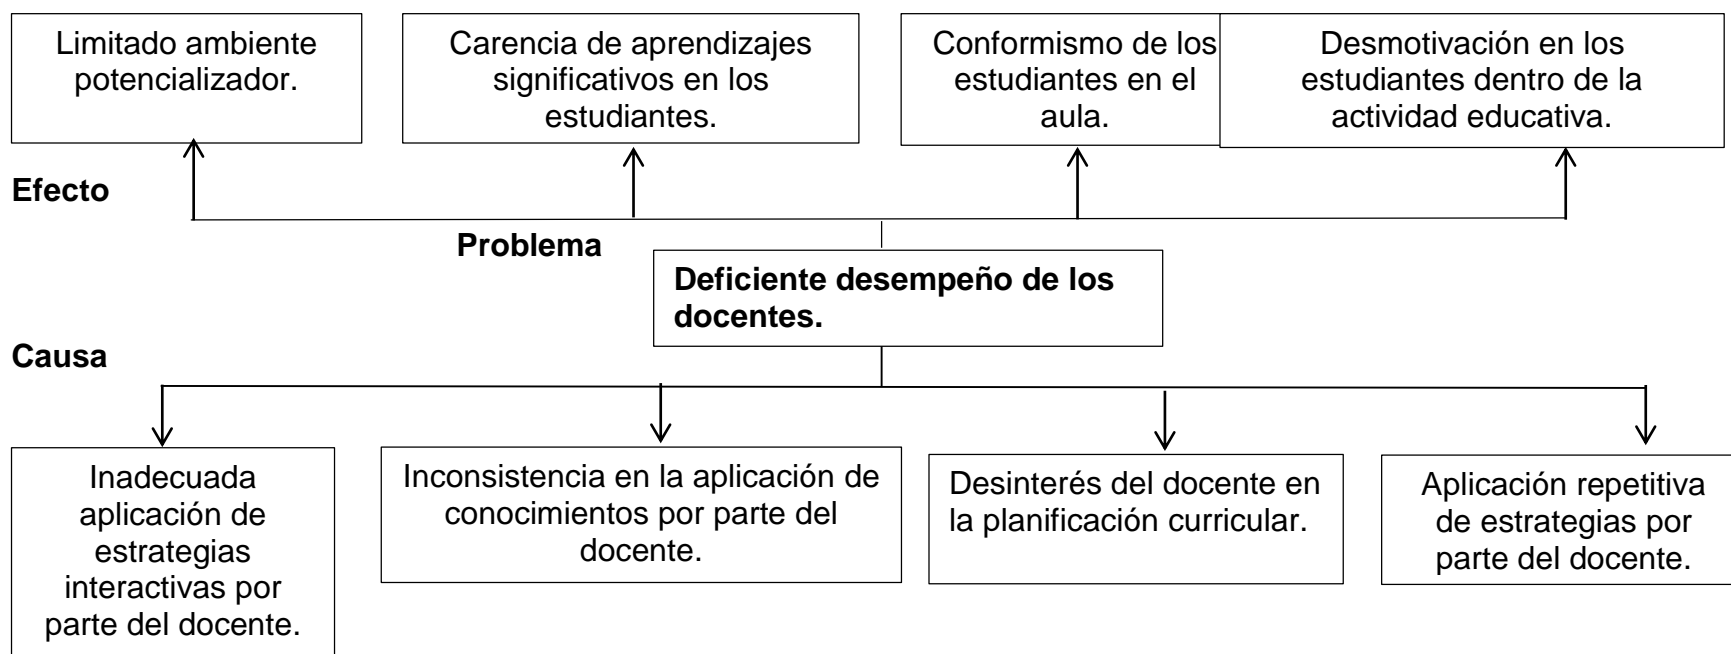 Limitado ambiente
potencializador.
Carencia de aprendizajes
significativos en los
estudiantes.
Conformismo de los
estudiantes en el
aula.
Desmotivación en los
estudiantes dentro de la
actividad educativa.
Efecto
Problema
Deficiente desempeño de los
docentes.
Causa
Inadecuada
aplicación de
estrategias
interactivas por
parte del docente.
Inconsistencia en la aplicación de
conocimientos por parte del
docente.
Desinterés del docente en
la planificación curricular.
Aplicación repetitiva
de estrategias por
parte del docente.